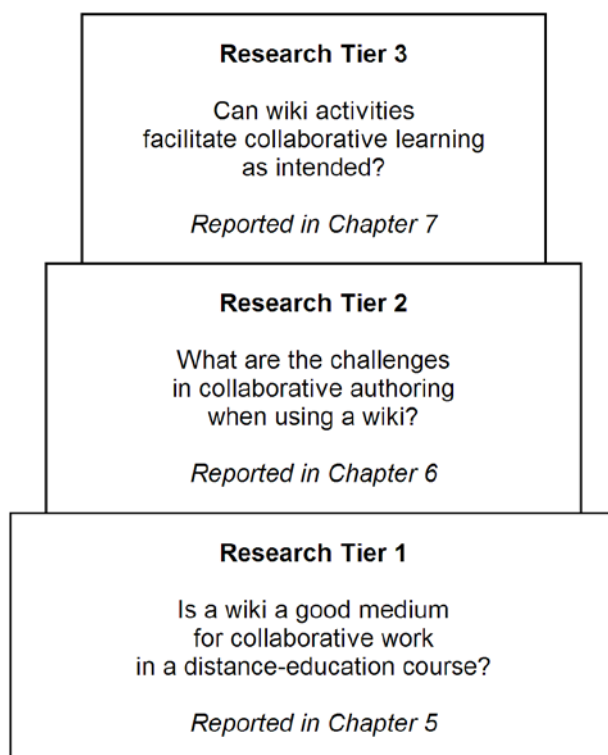 Research Tier 3
Can wiki activities
facilitate collaborative learning
as intended?
Reported in Chapter 7
Research Tier 2
What are the challenges
in collaborative authoring
when using a wiki?
Reported in Chapter 6
Research Tier 1
Is a wiki a good medium
for collaborative work
in a distance-education course?
Reported in Chapter 5